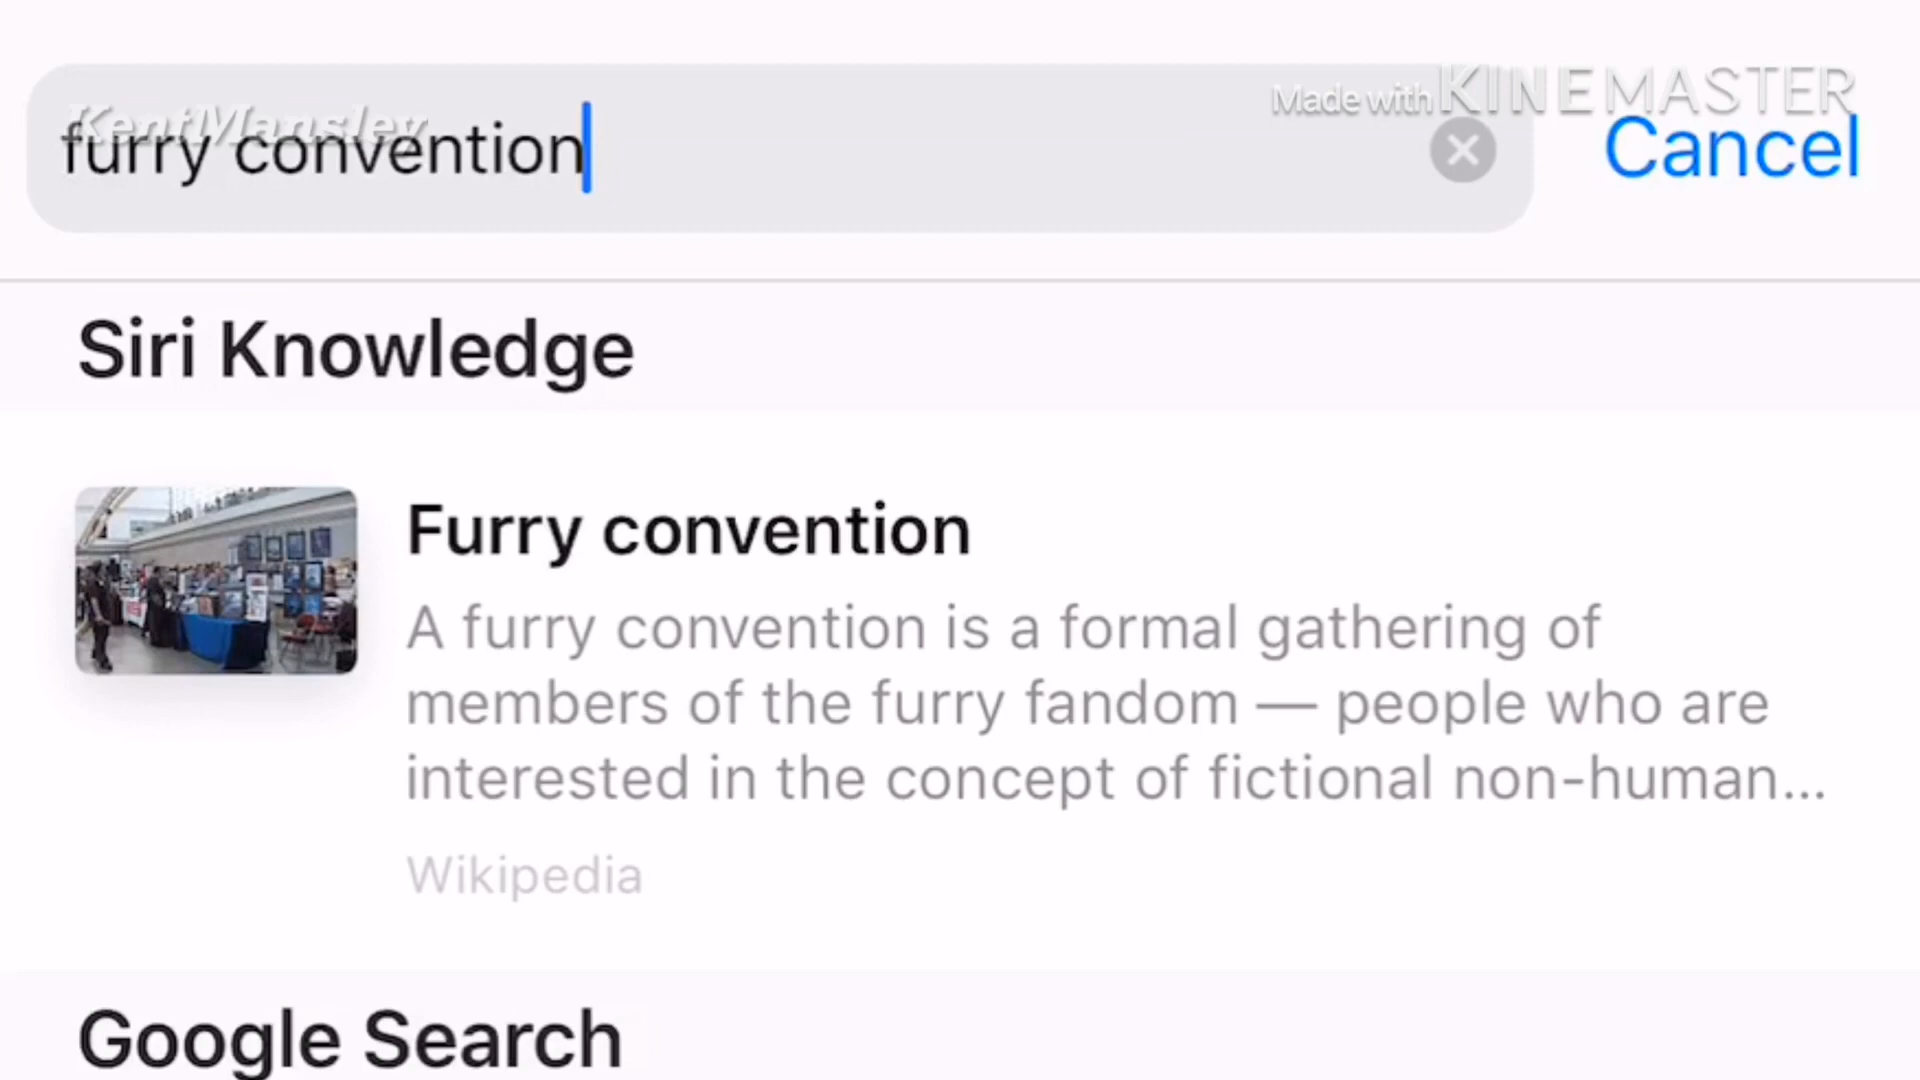 Made with KINEMASTER
KentMansley
furry convention
Cancel
Siri Knowledge
Furry convention
A furry convention is a formal gathering of
members of the furry fandom — people who are
interested in the concept of fictional non-human...
Wikipedia
Google Search